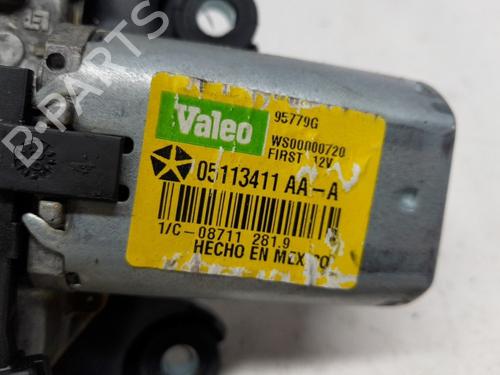 B-PARTS
Valeo
95779G
WS00000720
FIRST 12V
05113411 AA-A
1/C-08711 281.9
HECHO EN MEXICO